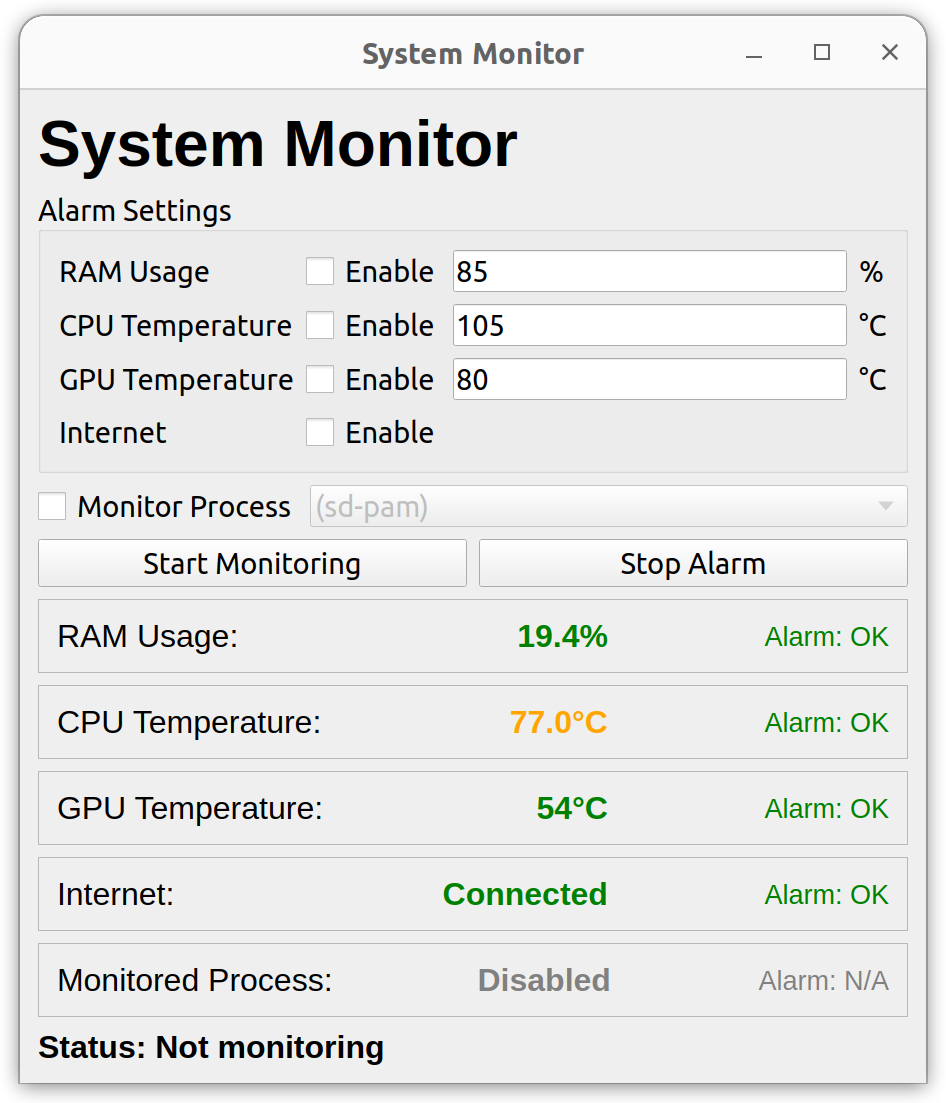 System Monitor
System Monitor
Alarm Settings
RAM Usage Enable 85 %
CPU Temperature Enable 105 °C
GPU Temperature Enable 80 °C
Internet Enable
Monitor Process (sd-pam)
Start Monitoring Stop Alarm
RAM Usage: 19.4% Alarm: OK
CPU Temperature: 77.0°C Alarm: OK
GPU Temperature: 54°C Alarm: OK
Internet: Connected Alarm: OK
Monitored Process: Disabled Alarm: N/A
Status: Not monitoring